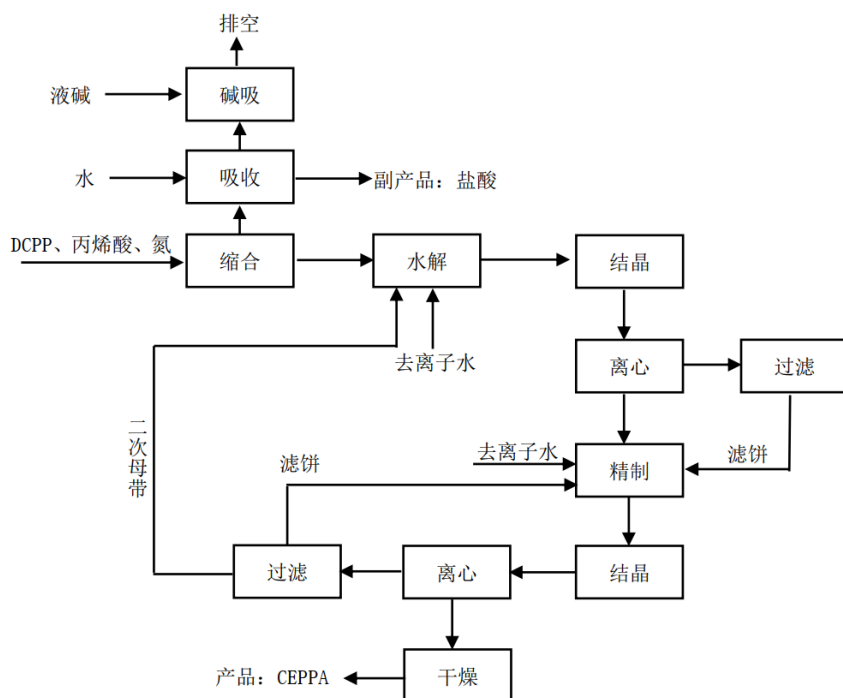 排空
液碱
碱吸
水
吸收
副产品：盐酸
DCPP、丙烯酸、氮
缩合
水解
结晶
去离子水
离心
过滤
二次母带
滤饼
去离子水
精制
滤饼
过滤
离心
结晶
产品：CEPPA
干燥